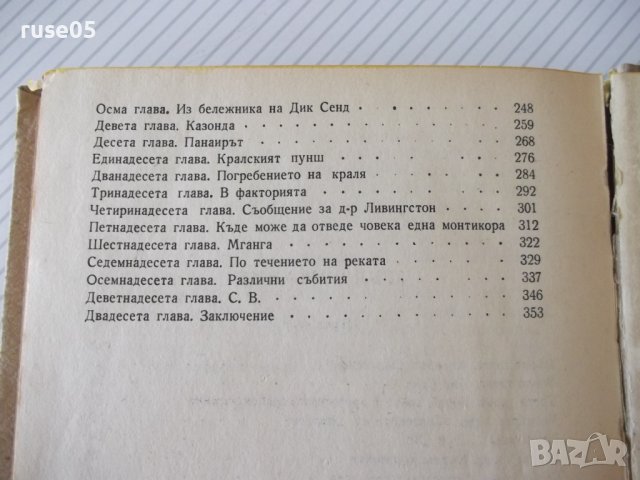 ruse05
Осма глава. Из бележника на Дик Сенд . . . . . . . 248
Девета глава. Казонда . . . . . . . . . . . . 259
Десета глава. Панаирът . . . . . . . . . . . . 268
Единадесета глава. Кралският пунш . . . . . . . . 276
Дванадесета глава. Погребението на краля . . . . . . 284
Тринадесета глава. В факторията . . . . . . . . . 292
Четиринадесета глава. Съобщение за д-р Ливингстон . . . 301
Петнадесета глава. Къде може да отведе човека една монтикора 312
Шестнадесета глава. Мганга . . . . . . . . . . . 322
Седемнадесета глава. По течението на реката . . . . . 329
Осемнадесета глава. Различни събития . . . . . . . 337
Деветнадесета глава. С. В. . . . . . . . . . . . 346
Двадесета глава. Заключение . . . . . . . . . . 353
BAZAR
bg